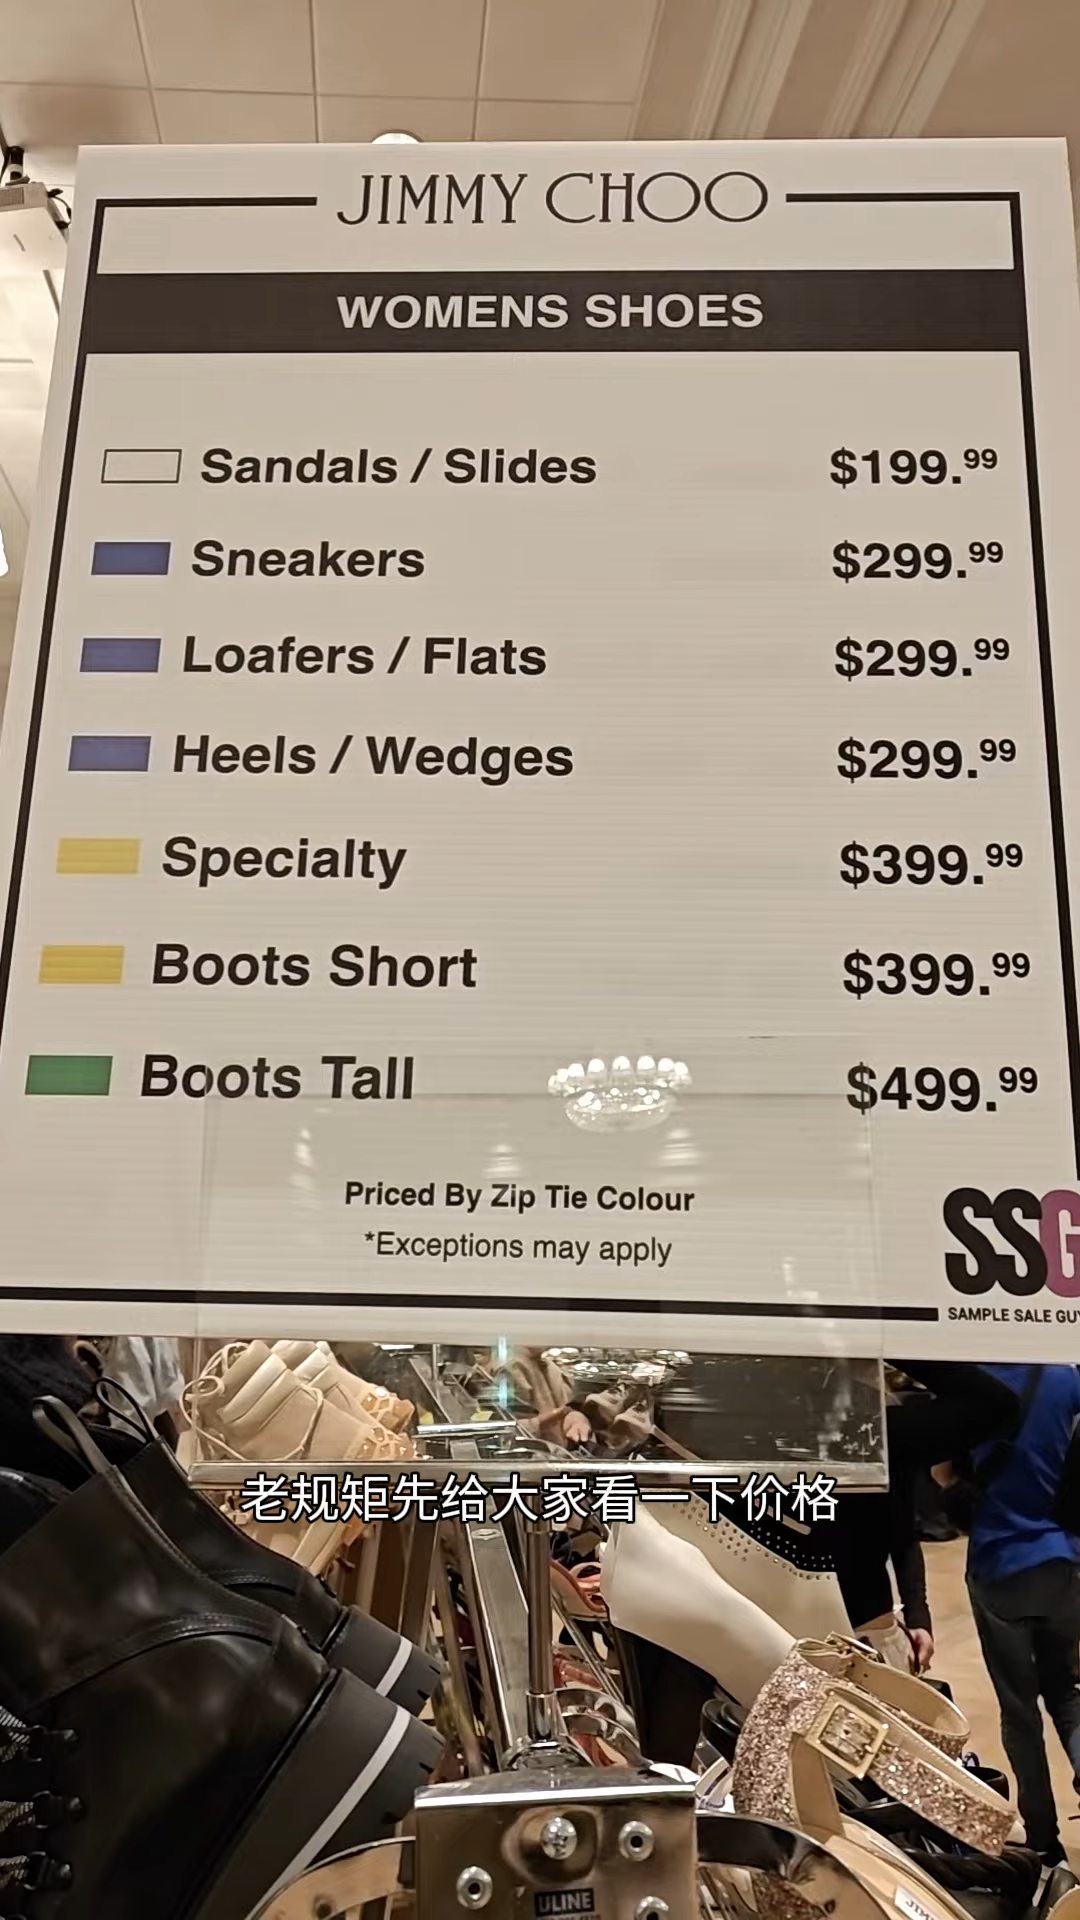 JIMMY CHOO
WOMENS SHOES
Sandals / Slides $199.99
Sneakers $299.99
Loafers / Flats $299.99
Heels / Wedges $299.99
Specialty $399.99
Boots Short $399.99
Boots Tall $499.99
Priced By Zip Tie Colour
*Exceptions may apply
SSG
SAMPLE SALE GUY
老规矩先给大家看一下价格
ULINE